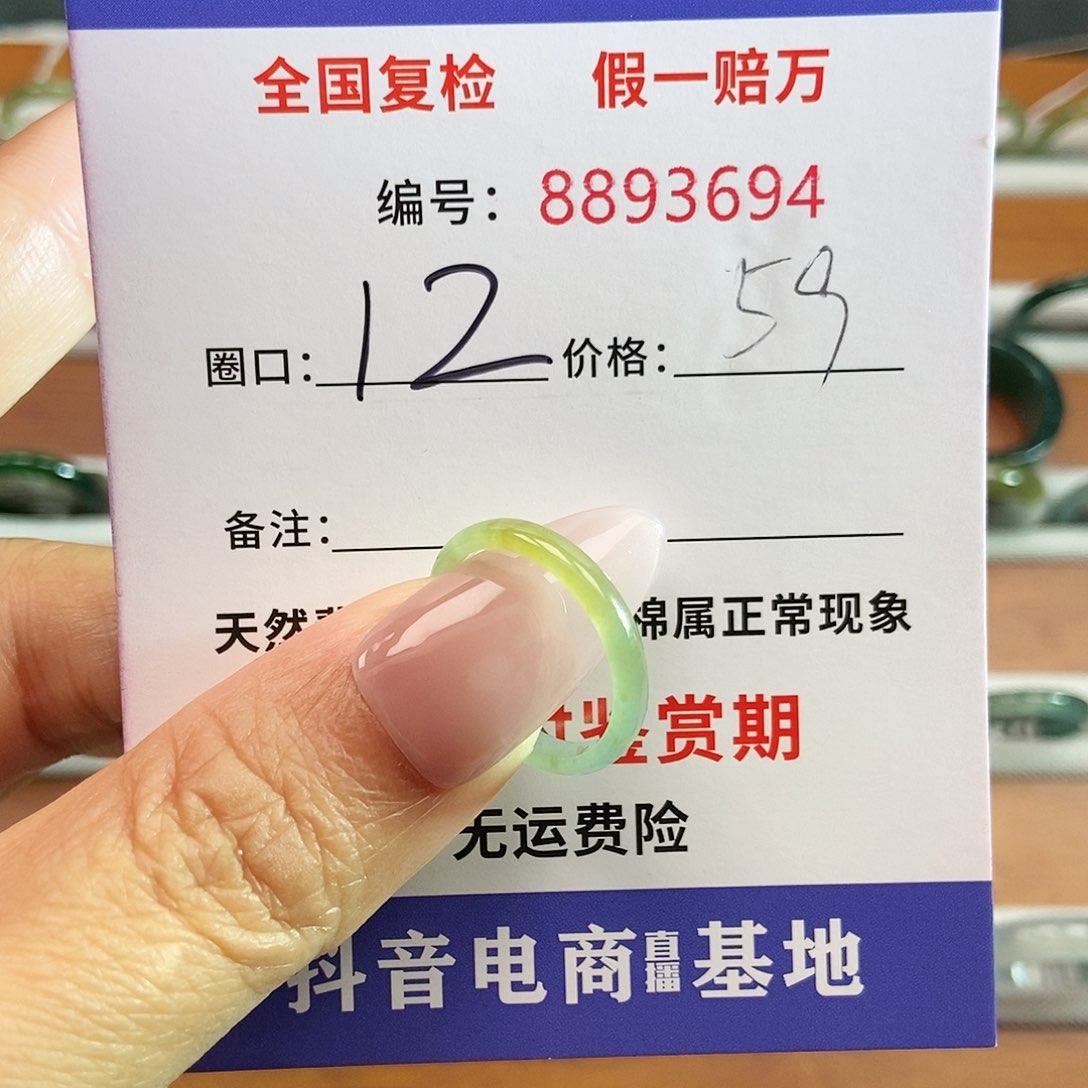 全国复检 假一赔万
编号：8893694
圈口：12 价格：59
备注：
天然 棉属正常现象
鉴赏期
无运费险
抖音电商直播基地